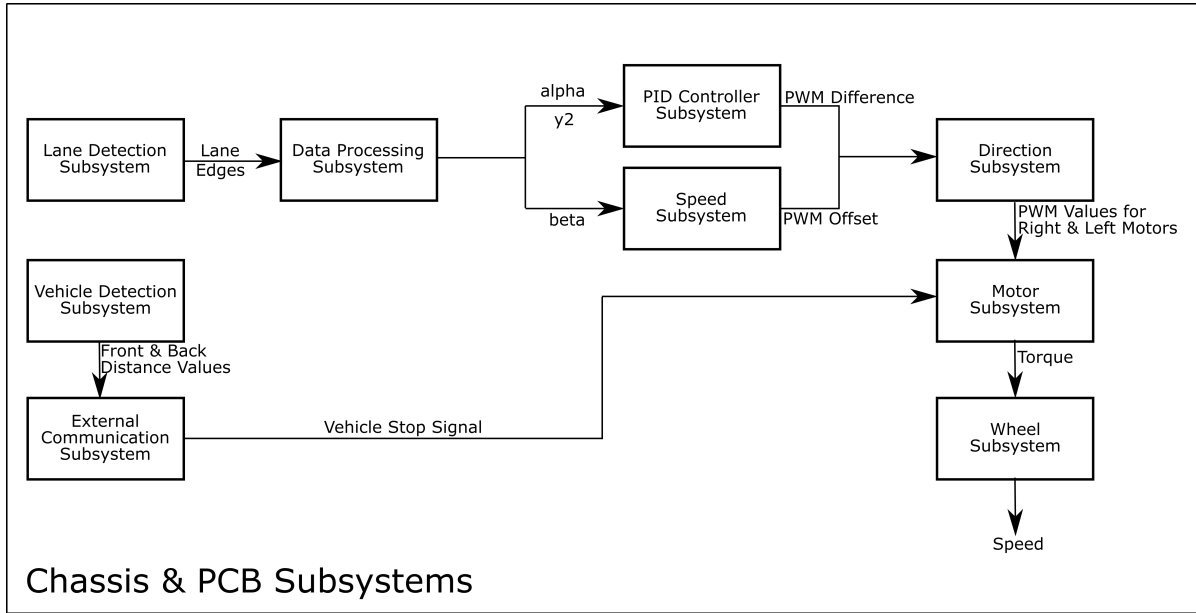 Lane Detection
Subsystem
Lane
Edges
Data Processing
Subsystem
alpha
y2
beta
PID Controller
Subsystem
PWM Difference
Speed
Subsystem
PWM Offset
Direction
Subsystem
PWM Values for
Right & Left Motors
Vehicle Detection
Subsystem
Front & Back
Distance Values
External
Communication
Subsystem
Vehicle Stop Signal
Motor
Subsystem
Torque
Wheel
Subsystem
Speed
Chassis & PCB Subsystems